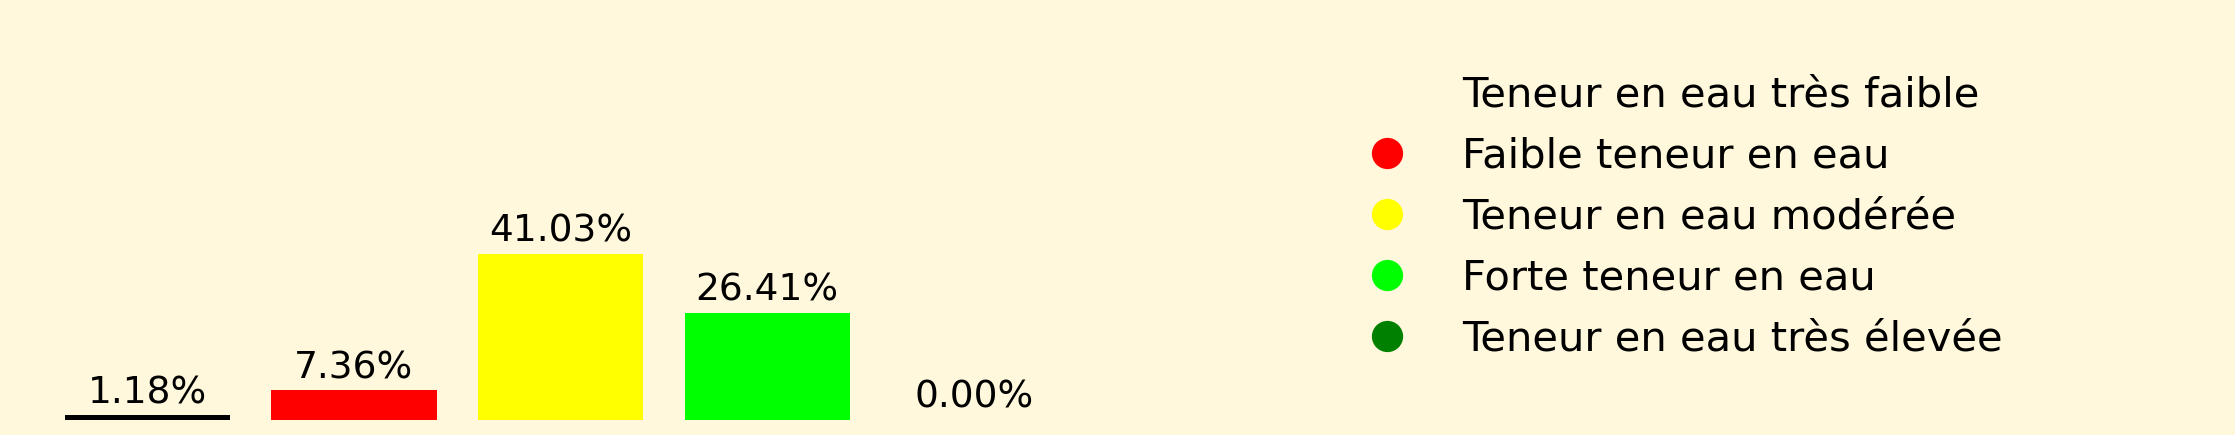 1.18%
7.36%
41.03%
26.41%
0.00%
Teneur en eau très faible
Faible teneur en eau
Teneur en eau modérée
Forte teneur en eau
Teneur en eau très élevée